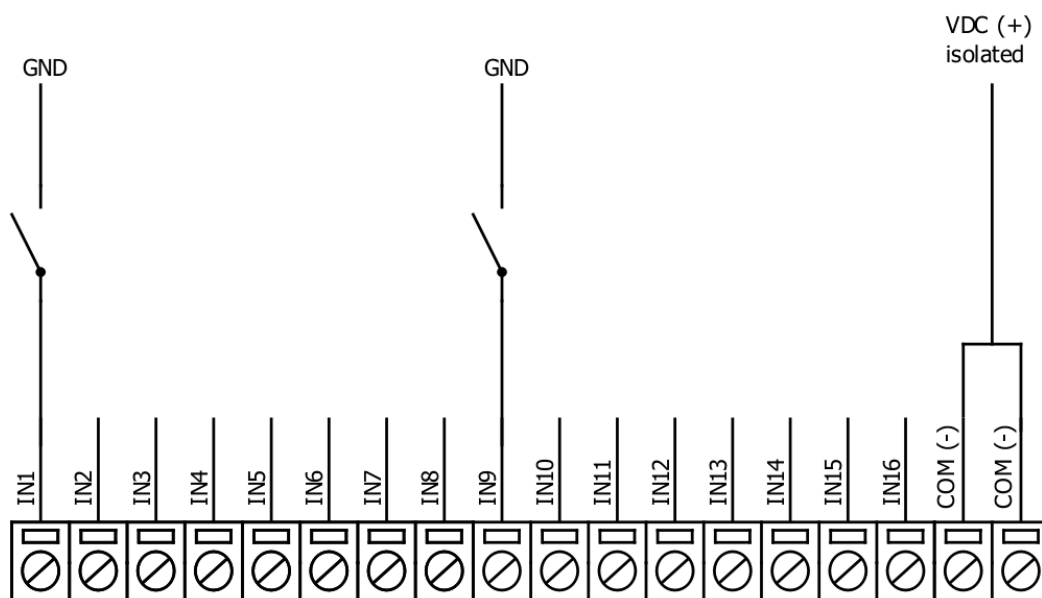 VDC (+)
isolated
GND
GND
IN1
IN2
IN3
IN4
IN5
IN6
IN7
IN8
IN9
IN10
IN11
IN12
IN13
IN14
IN15
IN16
COM (-)
COM (-)